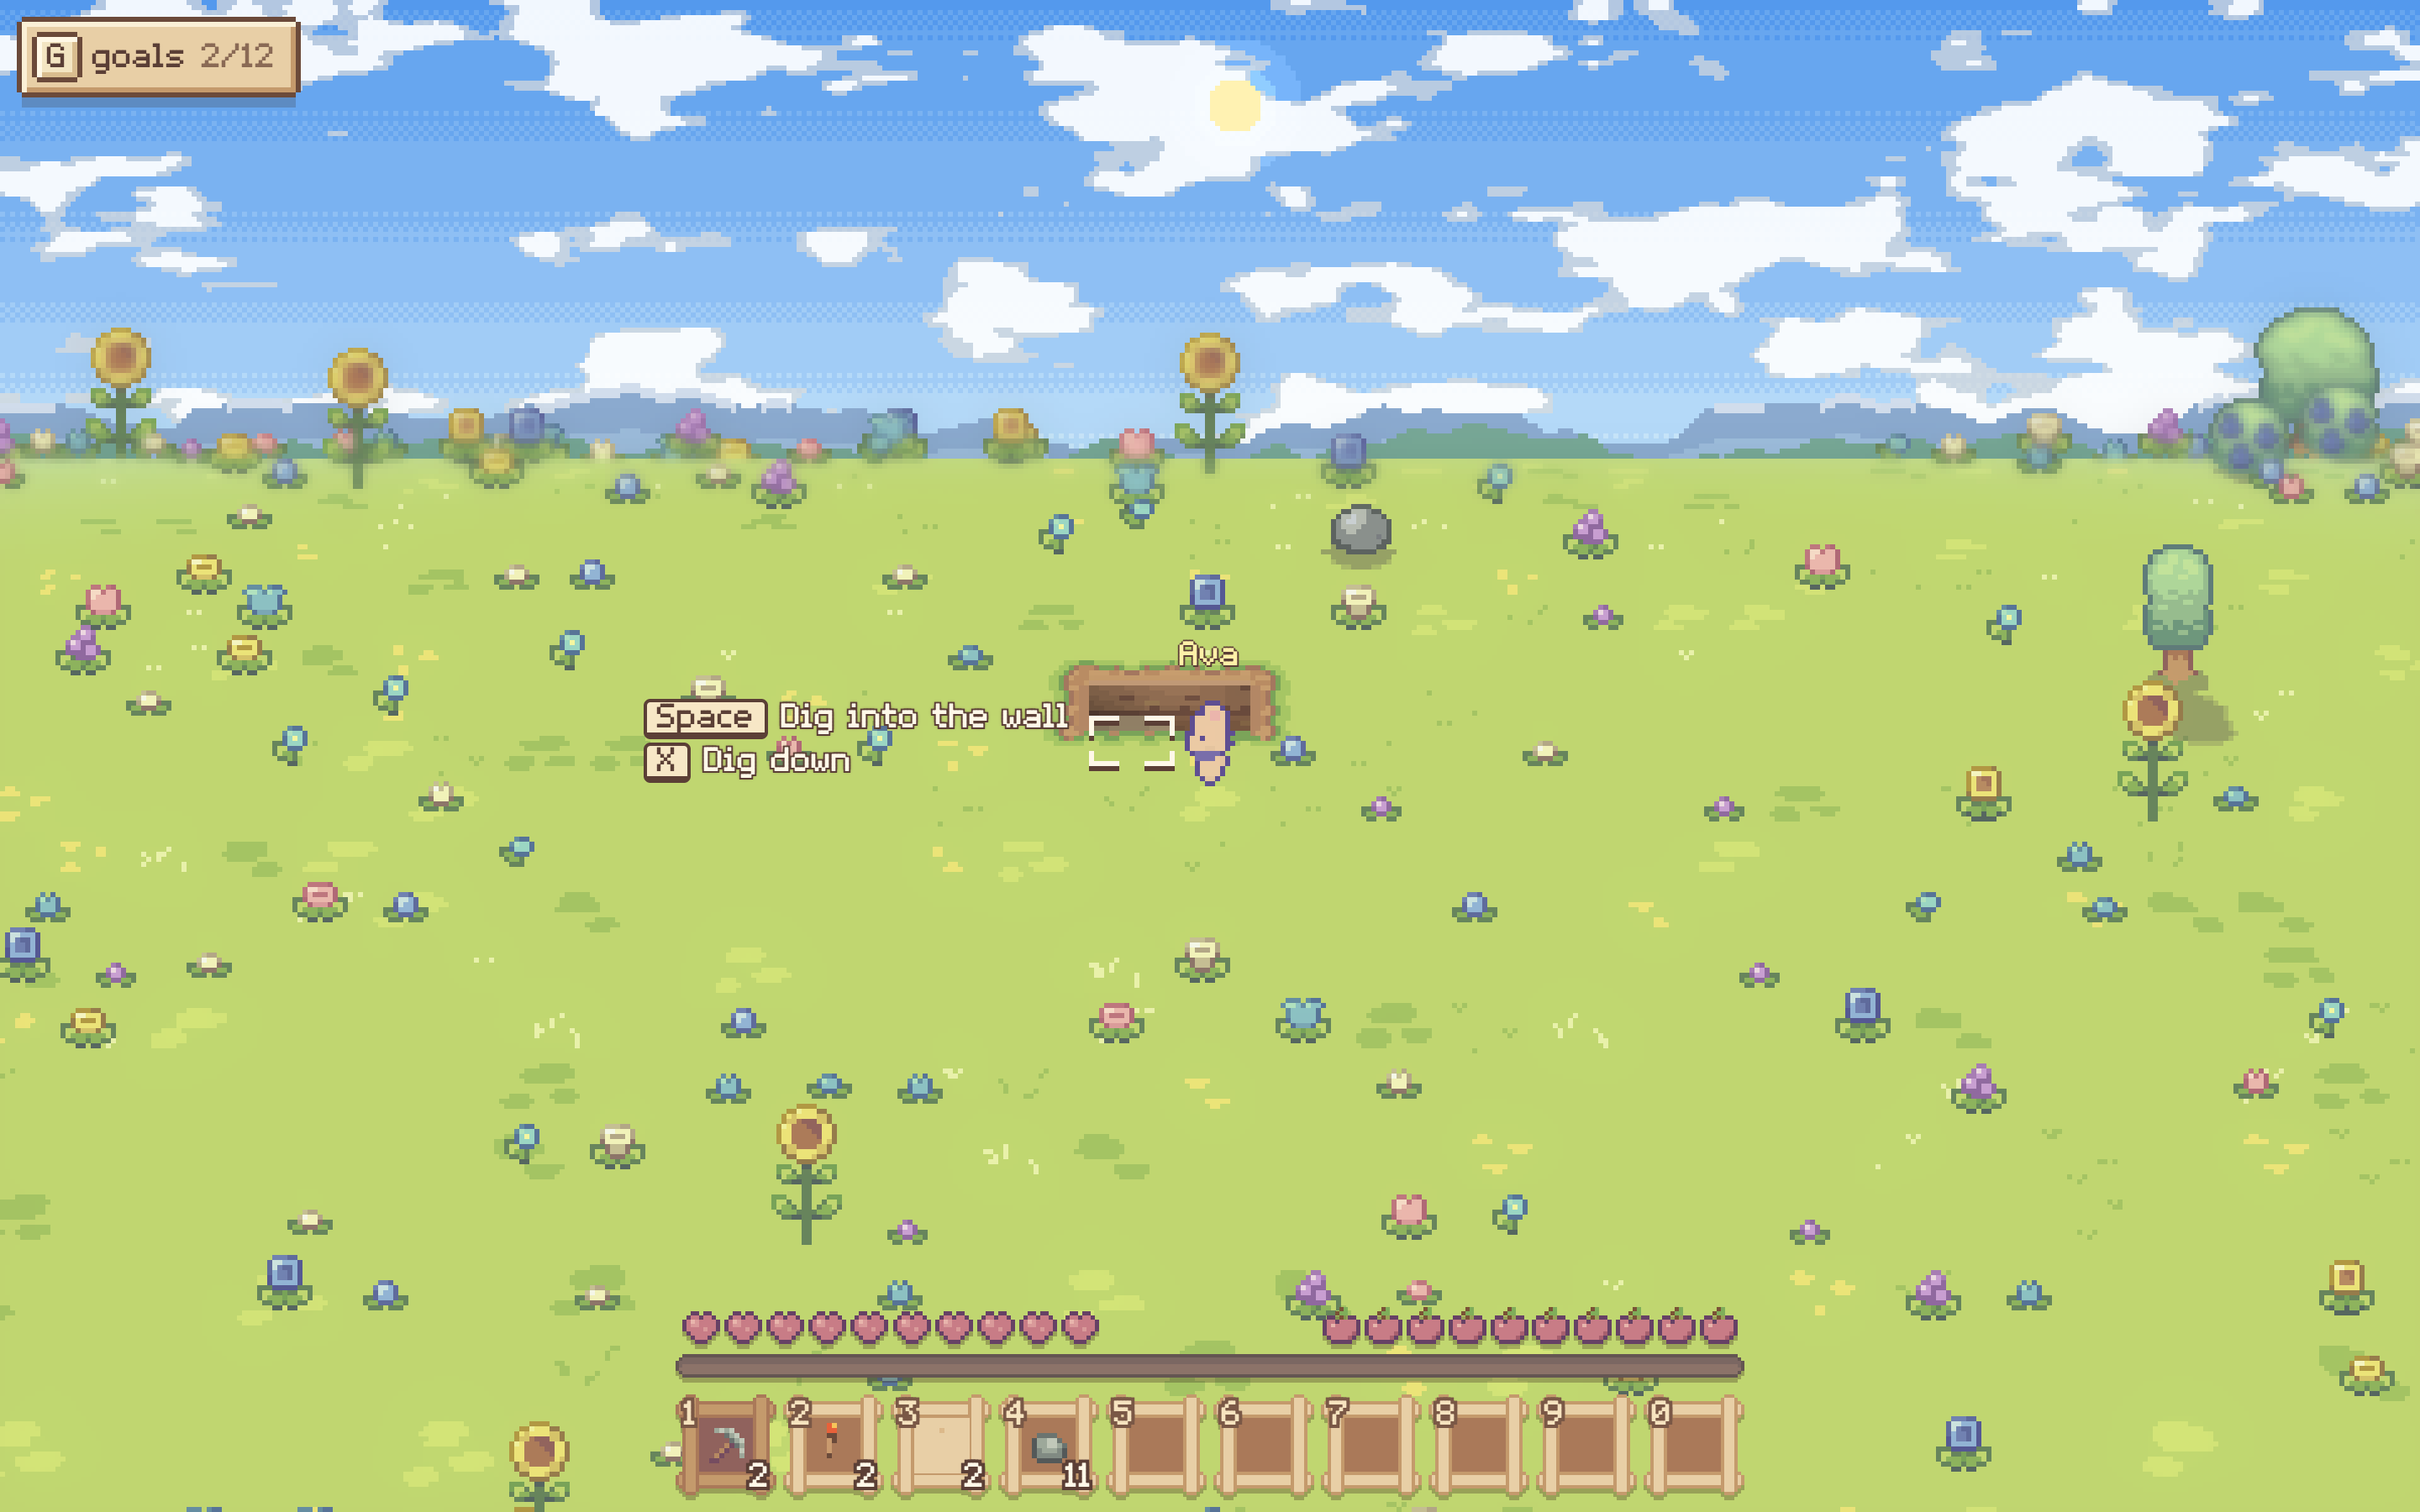 G goals 2/12
Ava
Space Dig into the wall
X Dig down
1 2 3 4 5 6 7 8 9 0
2 2 2 11